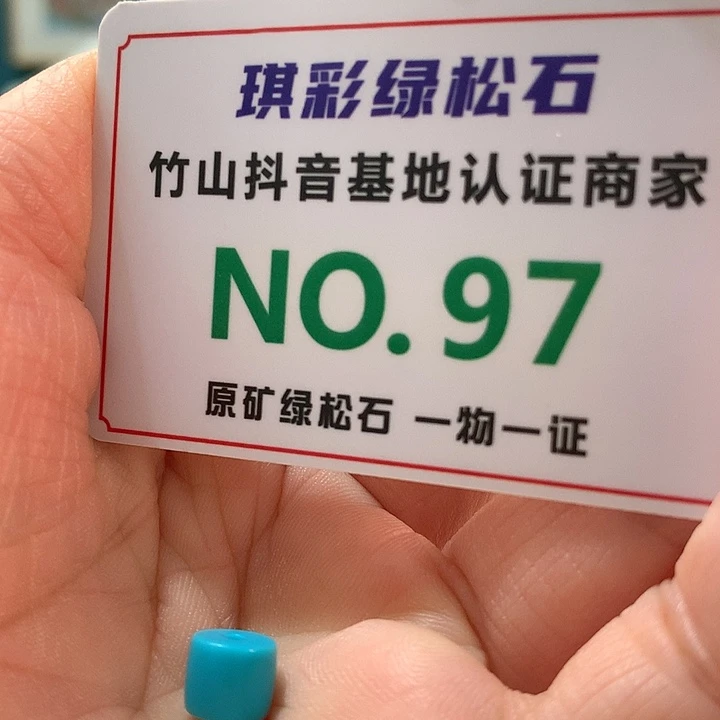 琪彩绿松石
竹山抖音基地认证商家
NO.97
原矿绿松石 一物一证